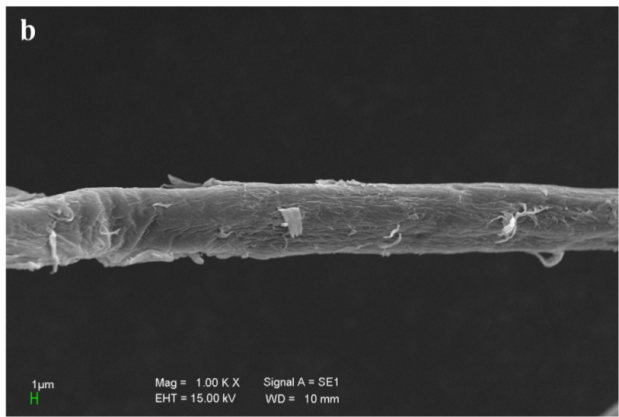 b
1µm
Mag = 1.00 K X Signal A = SE1
EHT = 15.00 kV WD = 10 mm